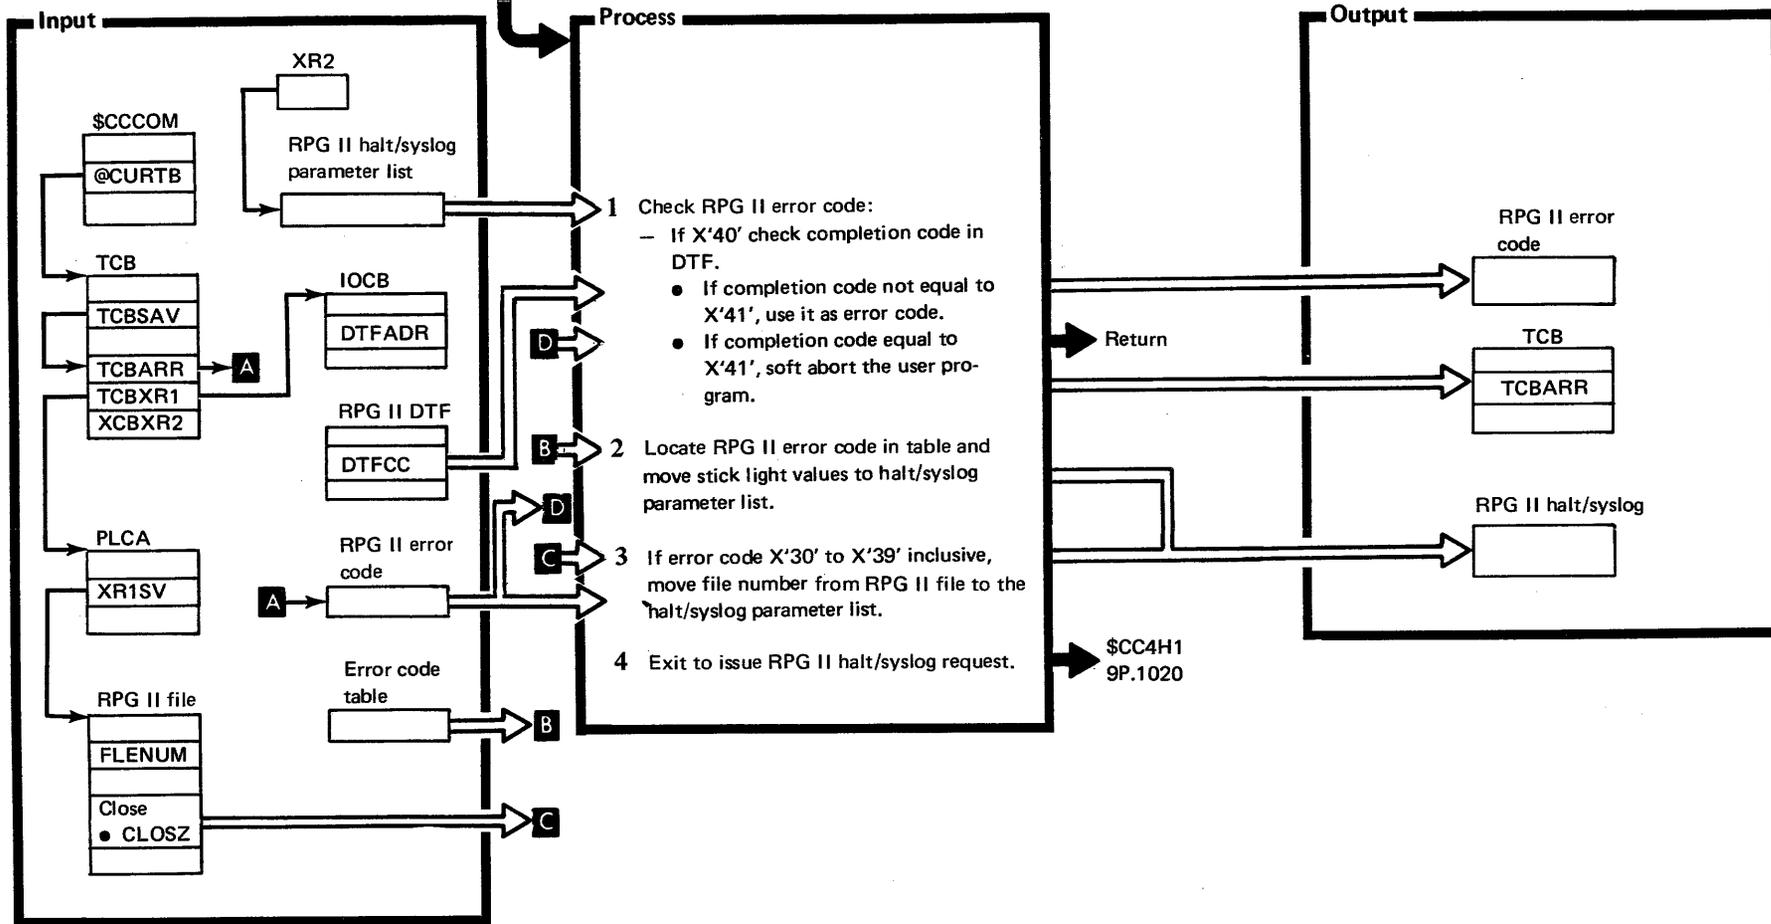 Input
XR2
$CCCOM
@CURTB
RPG II halt/syslog
parameter list
TCB
TCBSAV
TCBARR
TCBXR1
XCBXR2
A
IOCB
DTFADR
RPG II DTF
DTFCC
PLCA
XR1SV
RPG II error
code
A
Error code
table
RPG II file
FLENUM
Close
● CLOSZ
D
B
D
C
B
C
Process
1 Check RPG II error code:
– If X'40' check completion code in
DTF.
● If completion code not equal to
X'41', use it as error code.
● If completion code equal to
X'41', soft abort the user pro-
gram.
2 Locate RPG II error code in table and
move stick light values to halt/syslog
parameter list.
3 If error code X'30' to X'39' inclusive,
move file number from RPG II file to the
halt/syslog parameter list.
4 Exit to issue RPG II halt/syslog request.
Return
$CC4H1
9P.1020
Output
RPG II error
code
TCB
TCBARR
RPG II halt/syslog